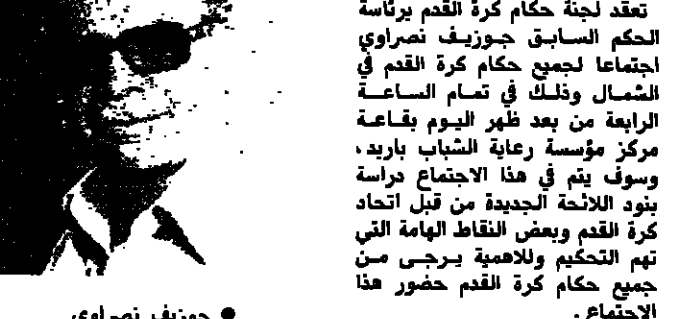 تعقد لجنة حكام كرة القدم برئاسة
الحكم السابق جوزيف نصراوي
اجتماعا لجميع حكام كرة القدم في
الشمال وذلك في تمام الساعة
الرابعة من بعد ظهر اليوم بقاعة
مركز مؤسسة رعاية الشباب باربد،
وسوف يتم في هذا الاجتماع دراسة
بنود اللائحة الجديدة من قبل اتحاد
كرة القدم وبعض النقاط الهامة التي
تهم التحكيم وللاهمية يرجى من
جميع حكام كرة القدم حضور هذا
الاجتماع.
● جوزيف نصراوي